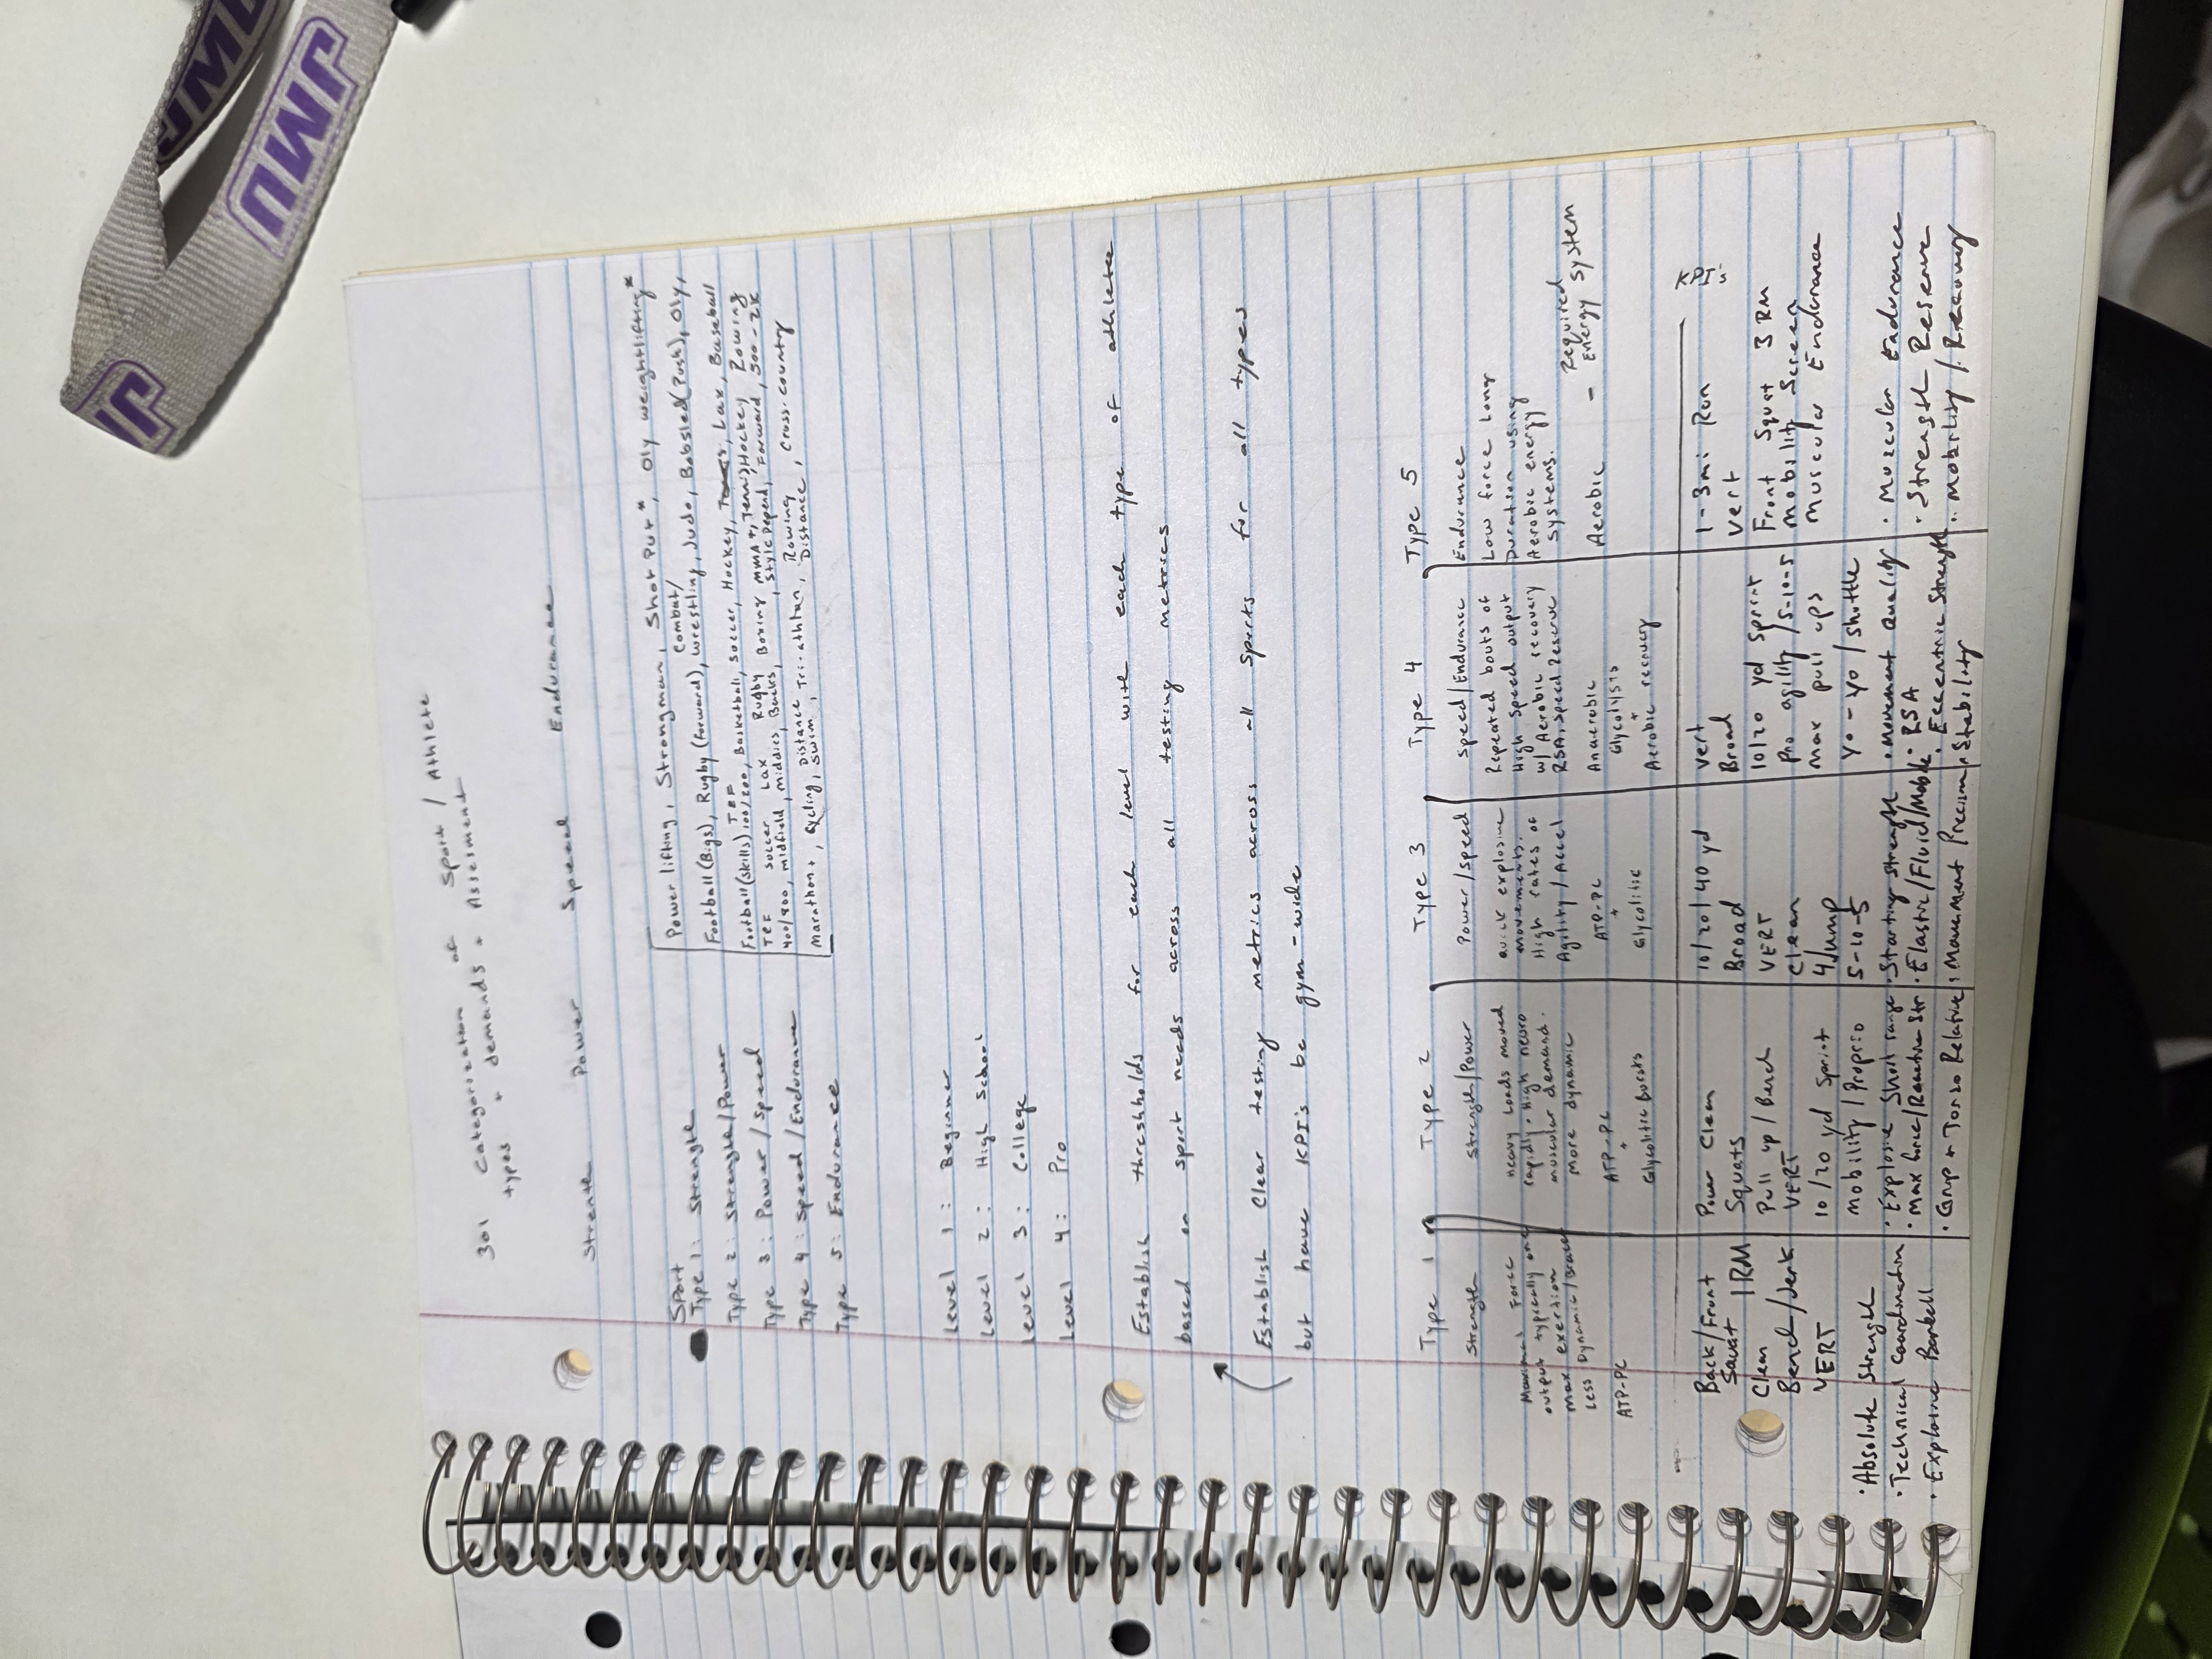 JMU
JMU
301 Categorization of Sport / Athlete
types + demands + Assesment
Strenth Power Speed Endurance
Sport
Type 1: Strength
Power lifting, Strongman, Shot Put*, Oly weightlifting*
Type 2: Strength/Power
Football (Bigs), Rugby (forward), Combat/wrestling, Judo, Bobsled (Push), Oly,
Type 3: Power/Speed
Football (skills) T&F 100/200, Basketball, Soccer, Hockey, Lax, Baseball
Type 4: Speed/Endurance
T&F 400/800, Soccer midfield, Lax middies, Rugby Backs, Boxing, MMA+ Style Depend, Tennis, Hockey Forward, Rowing 500-2K
Type 5: Endurance
Marathon+, Cycling, Distance Swim, Tri-athlan, Rowing Distance, Cross-country
Level 1: Beginner
Level 2: High School
Level 3: College
Level 4: Pro
Establish thresholds for each level with each type of athlete
based on sport needs across all testing metrics
Establish Clear testing metrics across all Sports for all types
but have KPI's be gym-wide
Type 1
Strength
Maximal Force
output typically one
max exertion
Less Dynamic/Braced
ATP-PC
Type 2
Strength/Power
Heavy Loads moved
rapidly. High neuro
muscular demand.
More dynamic
ATP-PC
+
Glycolitic Bursts
Type 3
Power/Speed
quick explosive
movements.
High rates of
Agility/Accel
ATP-PC
+
Glycolitic
Type 4
Speed/Endurance
Repeated bouts of
High Speed output
w/ Aerobic recovery
RSA, Speed Reserve
Anaerobic
Glycolysis
+
Aerobic recovery
Type 5
Endurance
Low force Long
Duration using
Aerobic energy
systems.
Aerobic - Required
Energy System
KPI's
Back/Front
Squat 1RM
Clean
Bench/Jerk
VERT
• Absolute Strength
• Technical Coordination
• Explosive Barbell
Power Clean
Squats
Pull up/Bench
VERT
10/20 yd Sprint
Mobility/Proprio
• Explosive Short range
• Max force/Reactive Str
• Grip + Torso Relative
10/20/40 yd
Broad
VERT
Clean
4Jump
5-10-5
• Starting Strength
• Elastic/Fluid/Mobile
• Movement Precision
Vert
Broad
10/20 yd Sprint
Pro agility/5-10-5
Max pull ups
Yo-yo/shuttle
• Movement Quality
• RSA
• Eccentric Strength
• Stability
1-3mi Run
Vert
Front Squat 3RM
Mobility Screen
Muscular Endurance
• Muscular Endurance
• Strength Reserve
• Mobility/Recovery